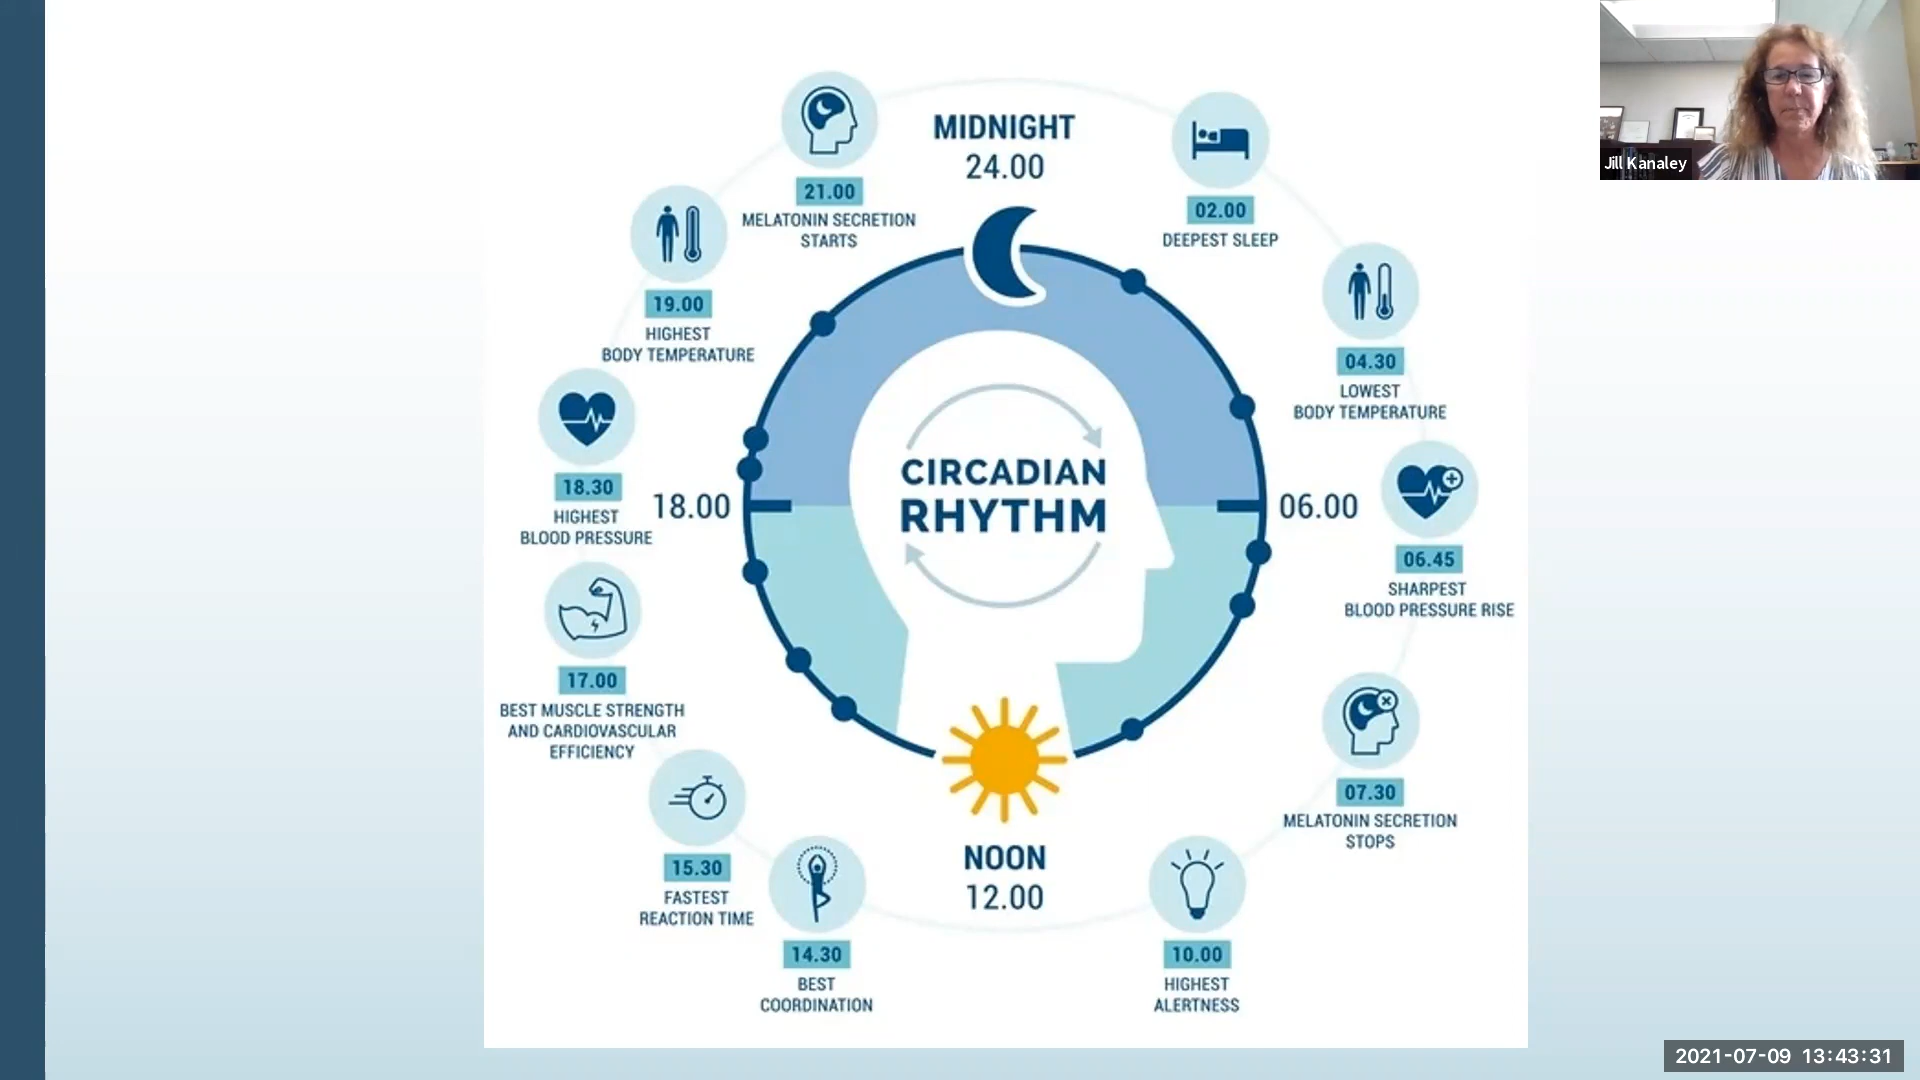 MIDNIGHT
24.00
02.00
DEEPEST SLEEP
04.30
LOWEST
BODY TEMPERATURE
06.00
06.45
SHARPEST
BLOOD PRESSURE RISE
07.30
MELATONIN SECRETION
STOPS
10.00
HIGHEST
ALERTNESS
NOON
12.00
14.30
BEST
COORDINATION
15.30
FASTEST
REACTION TIME
17.00
BEST MUSCLE STRENGTH
AND CARDIOVASCULAR
EFFICIENCY
18.00
18.30
HIGHEST
BLOOD PRESSURE
19.00
HIGHEST
BODY TEMPERATURE
21.00
MELATONIN SECRETION
STARTS
CIRCADIAN
RHYTHM
Jill Kanaley
2021-07-09 13:43:31